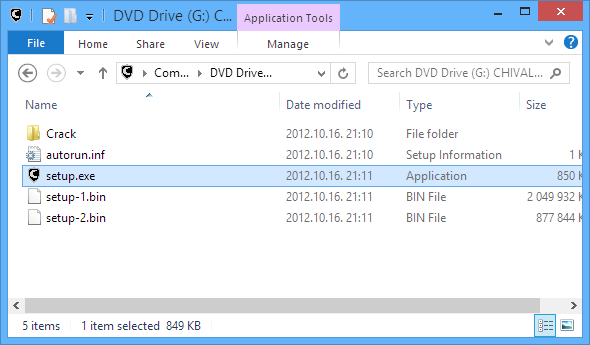 DVD Drive (G:) C... Application Tools
File Home Share View Manage
Com... DVD Drive... Search DVD Drive (G:) CHIVAL...
Name Date modified Type Size
Crack 2012.10.16. 21:10 File folder
autorun.inf 2012.10.16. 21:10 Setup Information 1 K
setup.exe 2012.10.16. 21:11 Application 850 K
setup-1.bin 2012.10.16. 21:11 BIN File 2 049 932 K
setup-2.bin 2012.10.16. 21:11 BIN File 877 844 K
5 items 1 item selected 849 KB